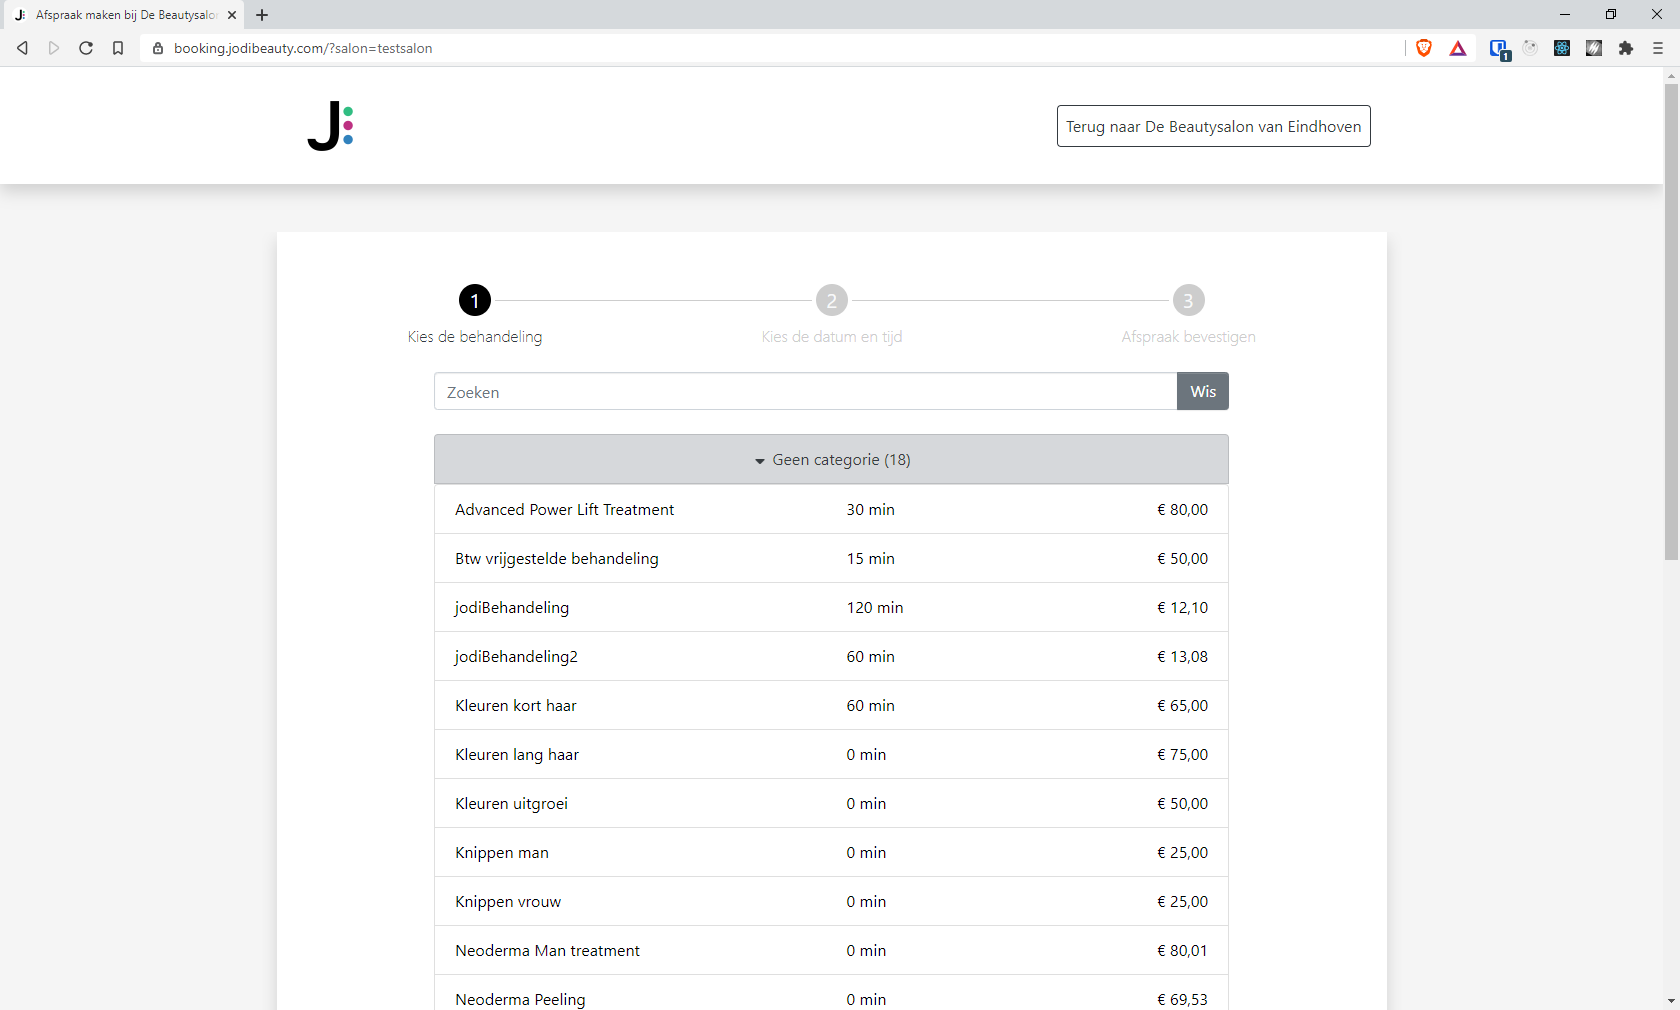 Afspraak maken bij De Beautysalo
booking.jodibeauty.com/?salon=testsalon
1
J:
Terug naar De Beautysalon van Eindhoven
1 2 3
Kies de behandeling Kies de datum en tijd Afspraak bevestigen
Zoeken Wis
Geen categorie (18)
Advanced Power Lift Treatment 30 min € 80,00
Btw vrijgestelde behandeling 15 min € 50,00
jodiBehandeling 120 min € 12,10
jodiBehandeling2 60 min € 13,08
Kleuren kort haar 60 min € 65,00
Kleuren lang haar 0 min € 75,00
Kleuren uitgroei 0 min € 50,00
Knippen man 0 min € 25,00
Knippen vrouw 0 min € 25,00
Neoderma Man treatment 0 min € 80,01
Neoderma Peeling 0 min € 69,53